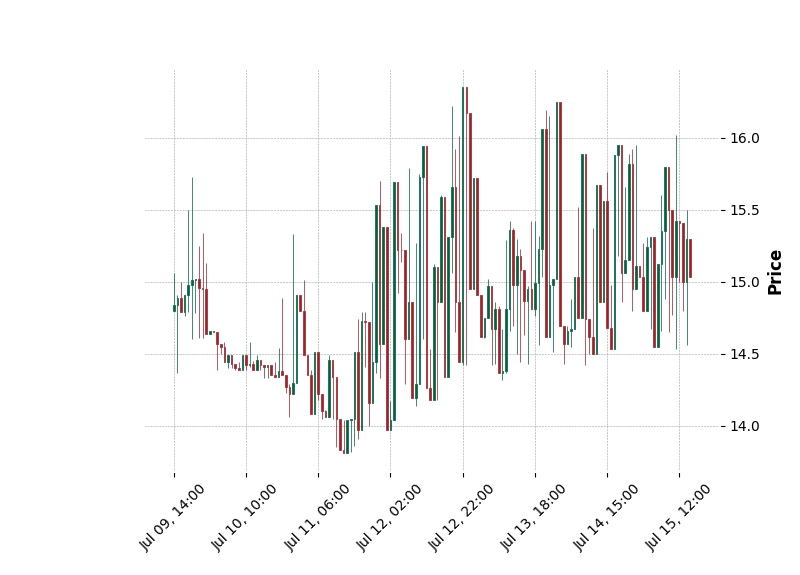 16.0
15.5
15.0
14.5
14.0
Price
Jul 09, 14:00
Jul 10, 10:00
Jul 11, 06:00
Jul 12, 02:00
Jul 12, 22:00
Jul 13, 18:00
Jul 14, 15:00
Jul 15, 12:00